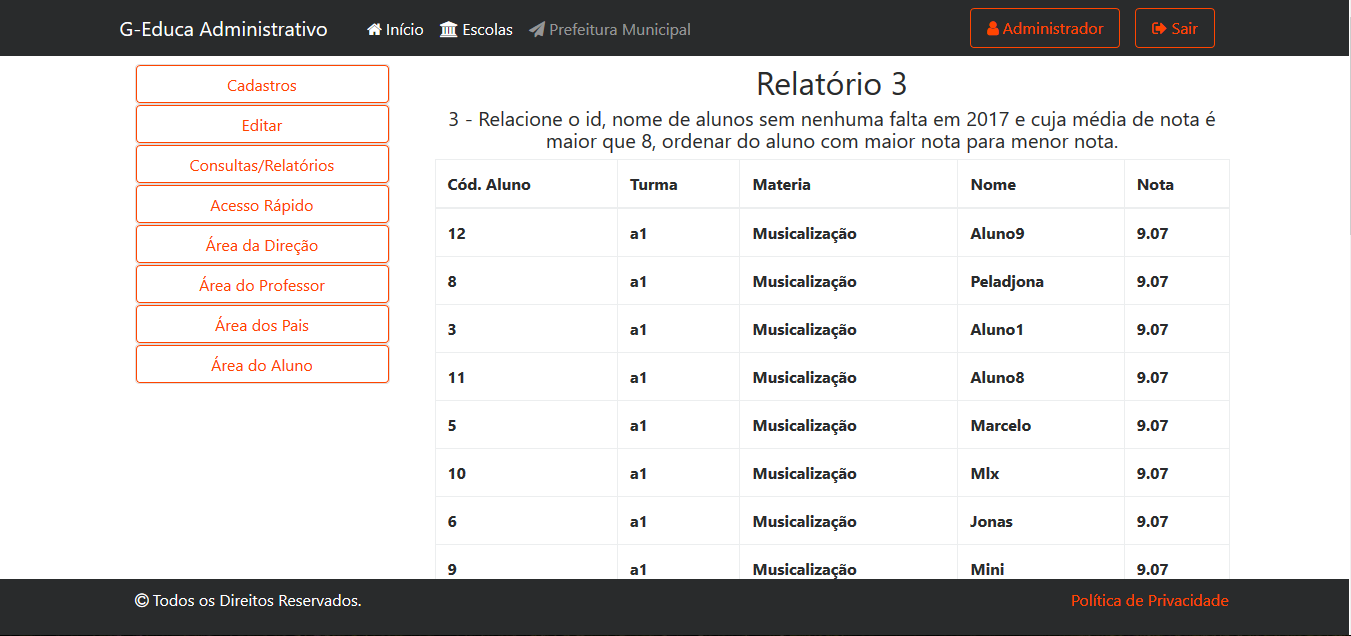 G-Educa Administrativo Início Escolas Prefeitura Municipal Administrador Sair
Cadastros
Editar
Consultas/Relatórios
Acesso Rápido
Área da Direção
Área do Professor
Área dos Pais
Área do Aluno
Relatório 3
3 - Relacione o id, nome de alunos sem nenhuma falta em 2017 e cuja média de nota é
maior que 8, ordenar do aluno com maior nota para menor nota.
Cód. Aluno Turma Materia Nome Nota
12 a1 Musicalização Aluno9 9.07
8 a1 Musicalização Peladjona 9.07
3 a1 Musicalização Aluno1 9.07
11 a1 Musicalização Aluno8 9.07
5 a1 Musicalização Marcelo 9.07
10 a1 Musicalização Mlx 9.07
6 a1 Musicalização Jonas 9.07
9 a1 Musicalização Mini 9.07
© Todos os Direitos Reservados. Política de Privacidade